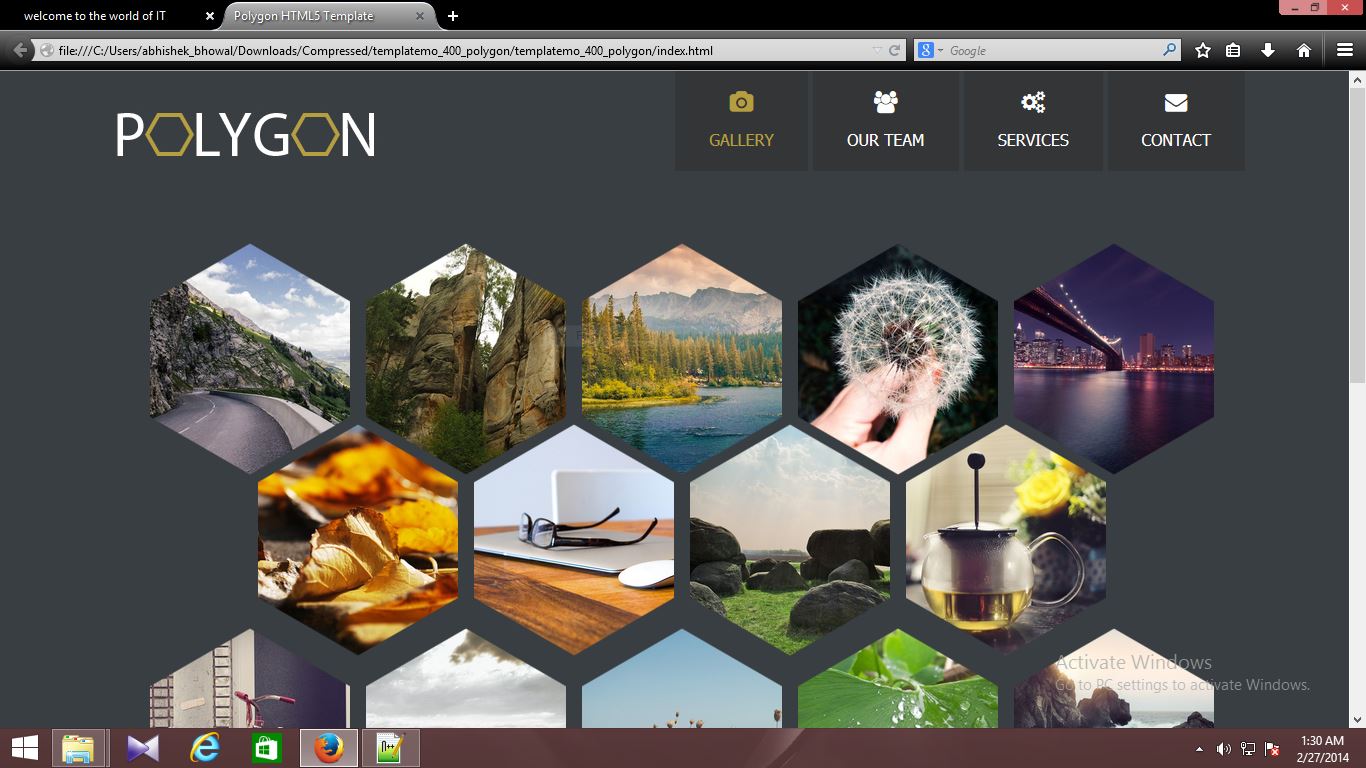 welcome to the world of IT
Polygon HTML5 Template
file:///C:/Users/abhishek_bhowal/Downloads/Compressed/templatemo_400_polygon/templatemo_400_polygon/index.html
Google
POLYGON
GALLERY
OUR TEAM
SERVICES
CONTACT
Activate Windows
Go to PC settings to activate Windows.
1:30 AM
2/27/2014